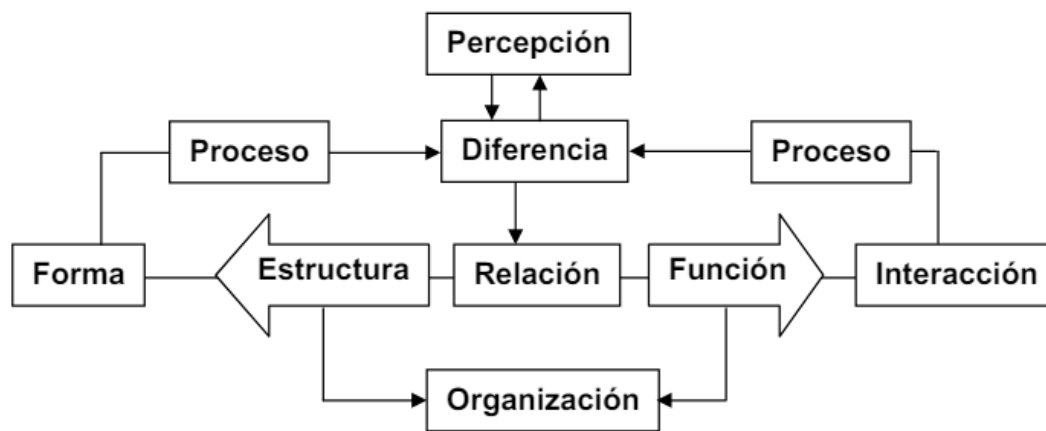 Percepción
Proceso
Diferencia
Proceso
Forma
Estructura
Relación
Función
Interacción
Organización